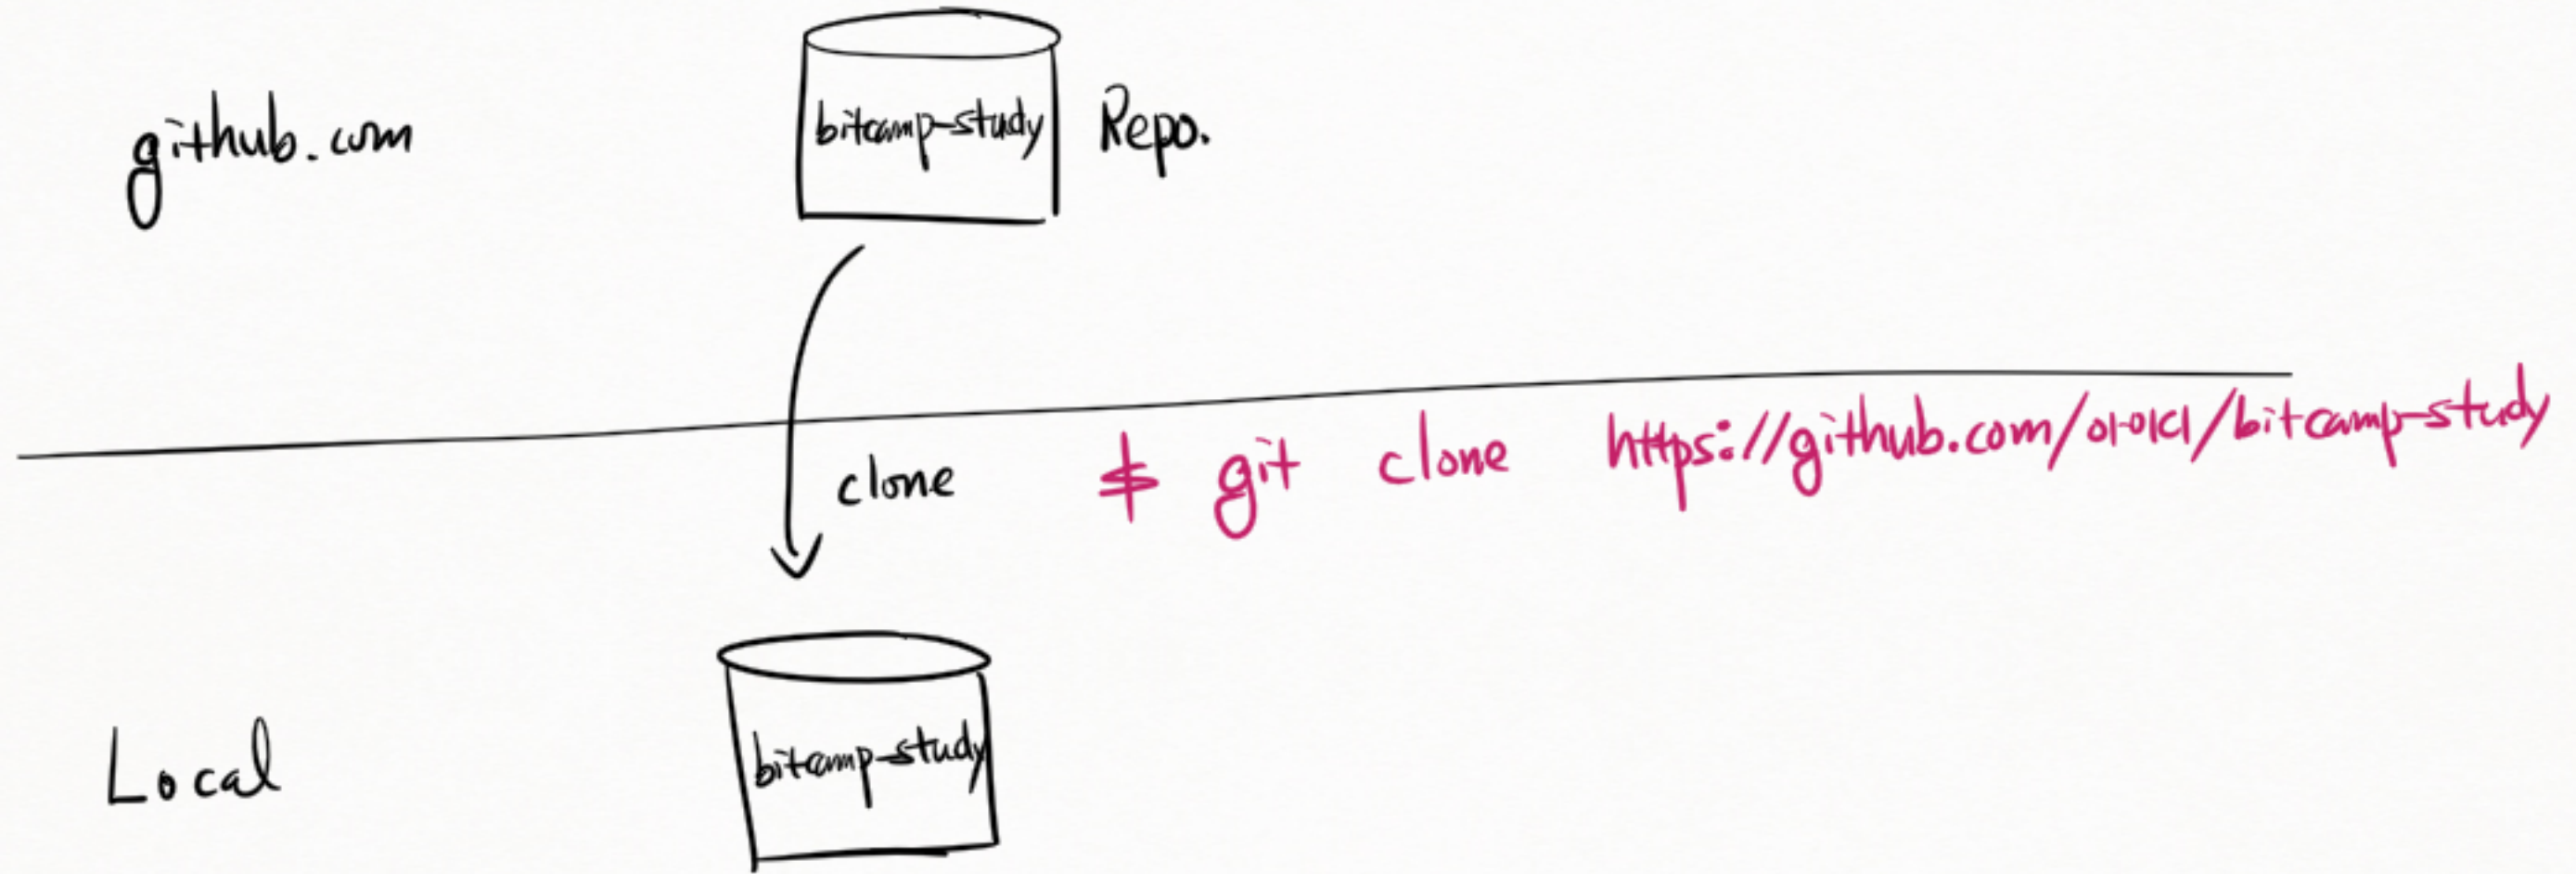 github.com
bitcamp-study
Repo.
clone
$ git clone https://github.com/아이디/bitcamp-study
Local
bitcamp-study